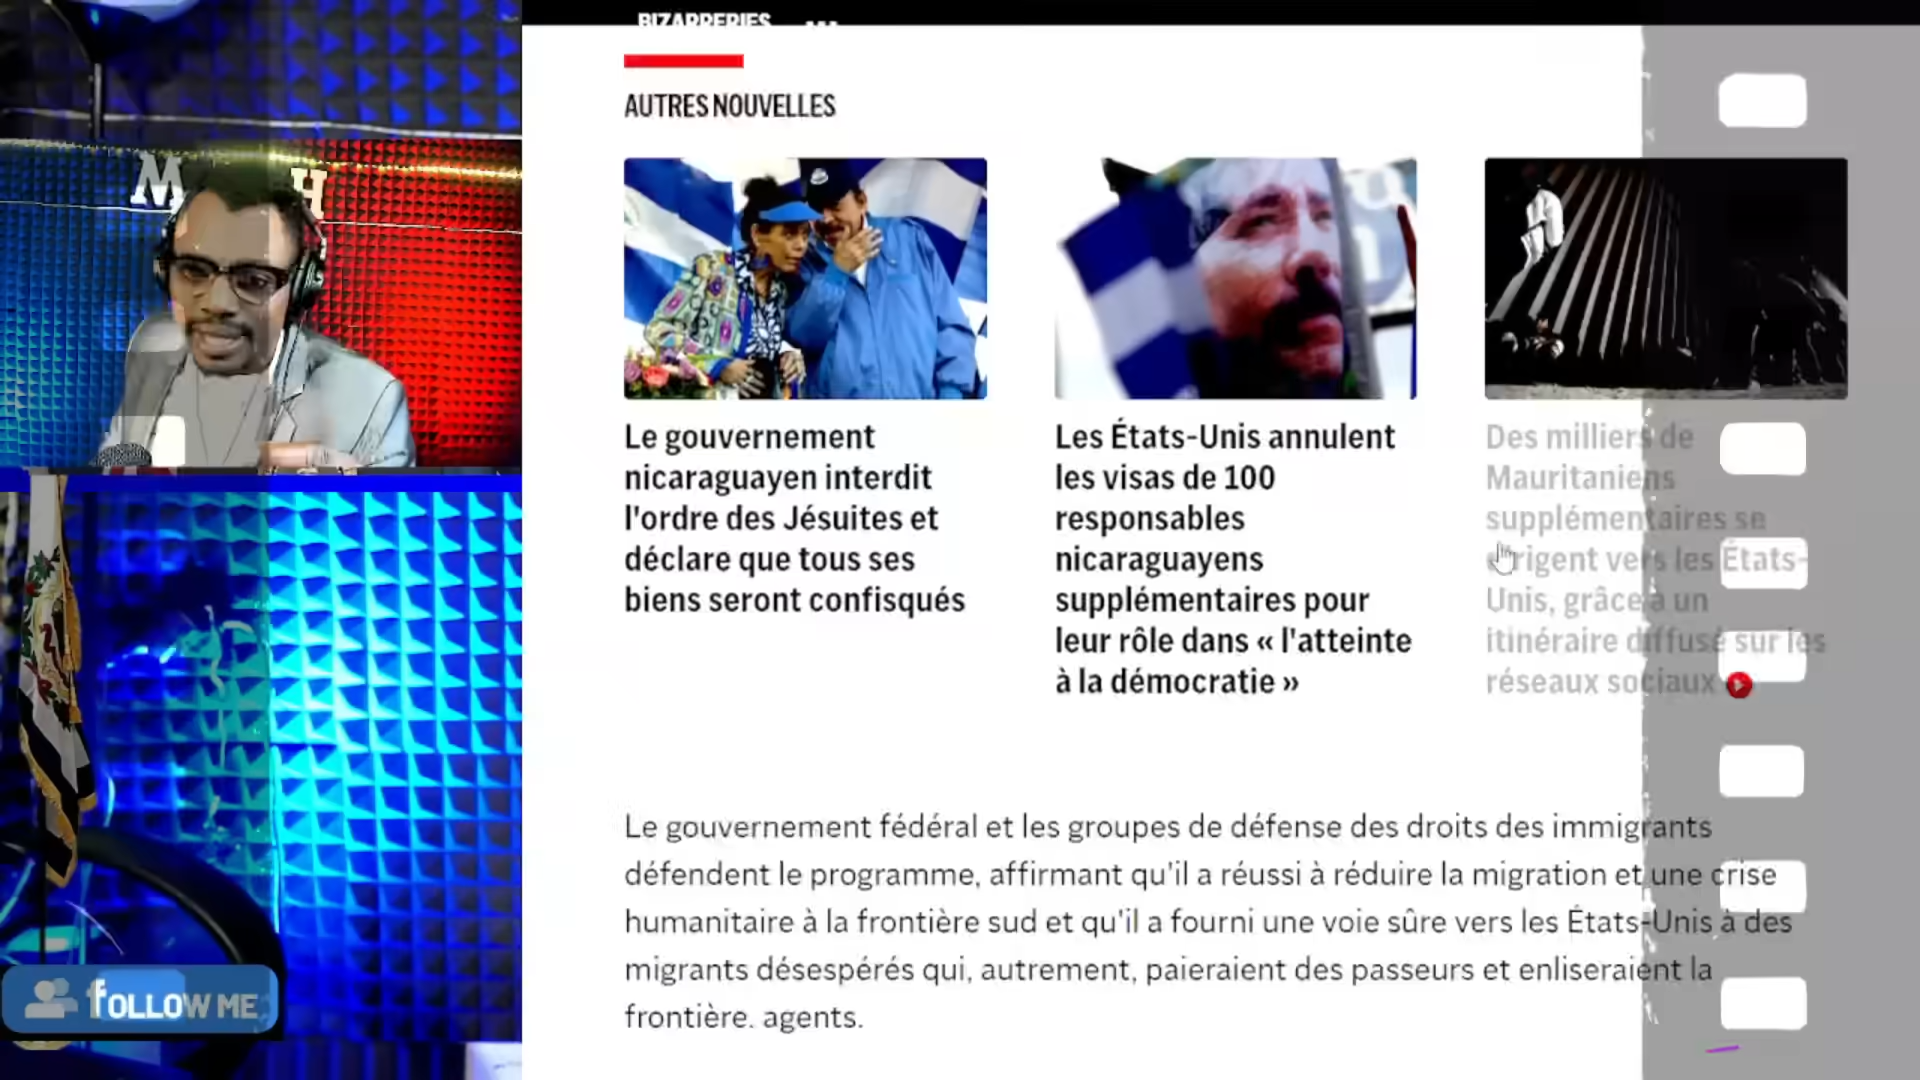 BIZARRERIES ...
AUTRES NOUVELLES
M H
Le gouvernement
nicaraguayen interdit
l'ordre des Jésuites et
déclare que tous ses
biens seront confisqués
Les États-Unis annulent
les visas de 100
responsables
nicaraguayens
supplémentaires pour
leur rôle dans « l'atteinte
à la démocratie »
Des milliers de
Mauritaniens
supplémentaires se
dirigent vers les États-
Unis, grâce à un
itinéraire diffusé sur les
réseaux sociaux
Le gouvernement fédéral et les groupes de défense des droits des immigrants
défendent le programme, affirmant qu'il a réussi à réduire la migration et une crise
humanitaire à la frontière sud et qu'il a fourni une voie sûre vers les États-Unis à des
migrants désespérés qui, autrement, paieraient des passeurs et enliseraient la
frontière. agents.
fOLLOW ME